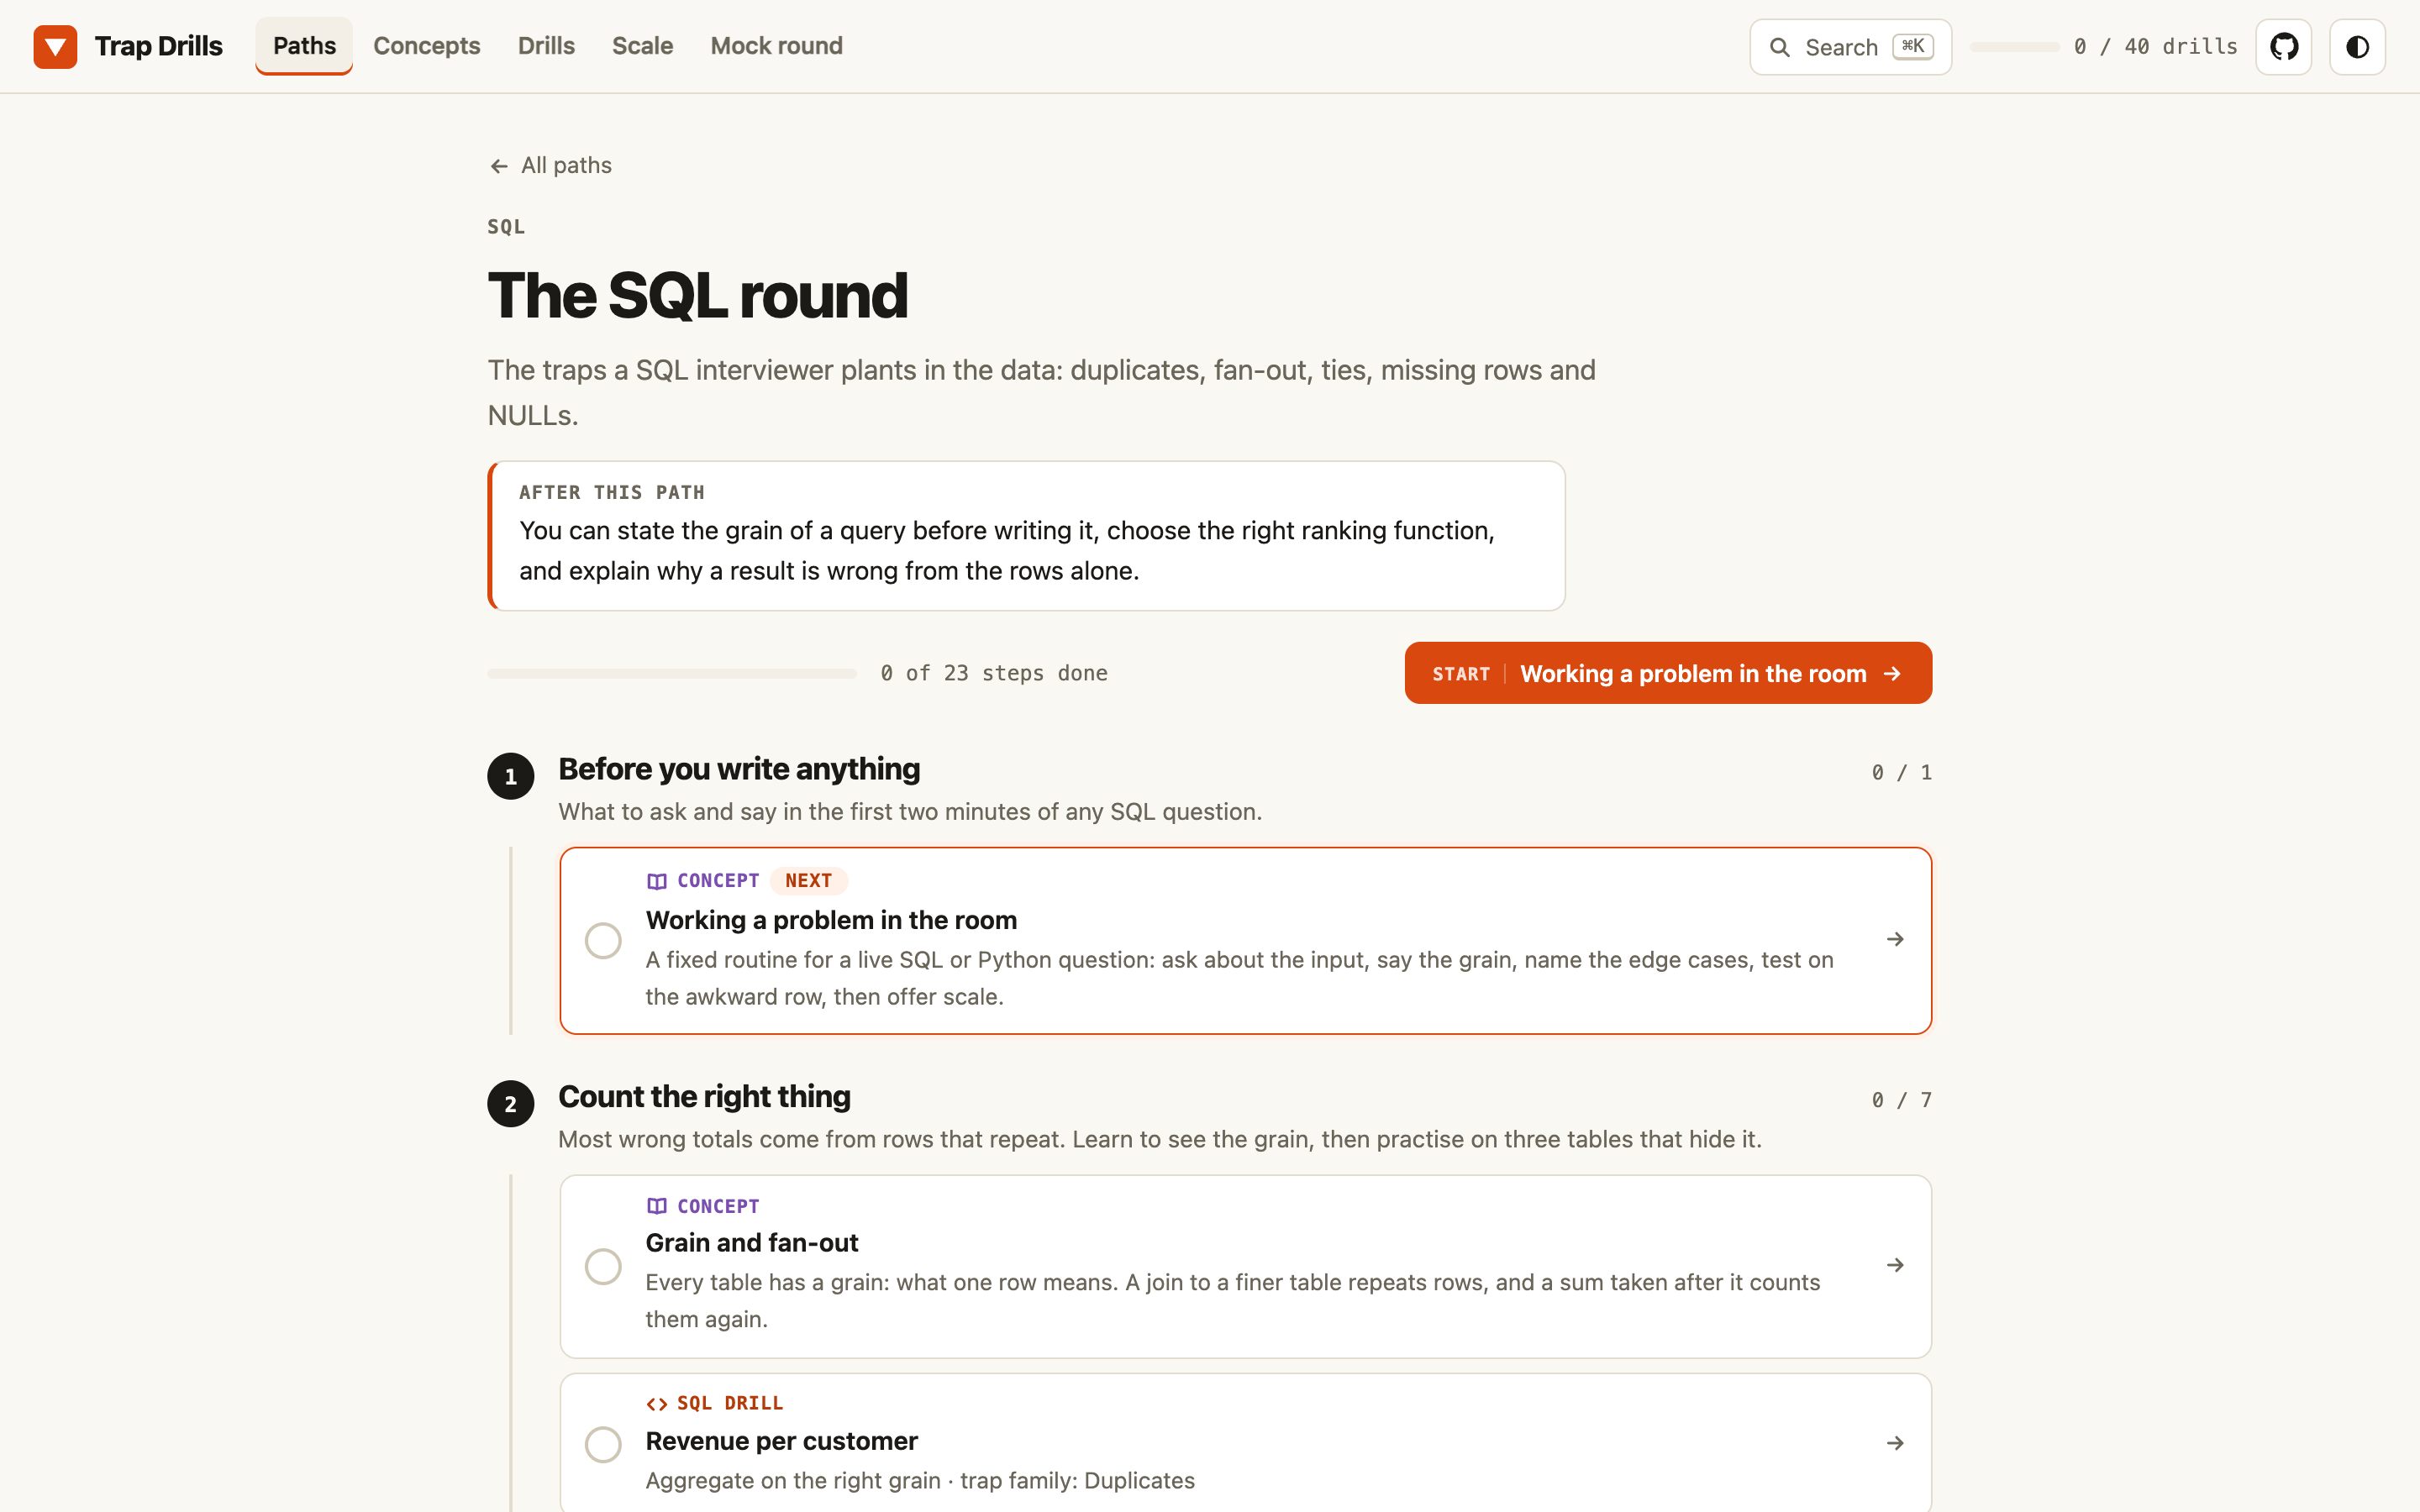 Trap Drills
Paths
Concepts
Drills
Scale
Mock round
Search ⌘K
0 / 40 drills
← All paths
SQL
The SQL round
The traps a SQL interviewer plants in the data: duplicates, fan-out, ties, missing rows and
NULLs.
AFTER THIS PATH
You can state the grain of a query before writing it, choose the right ranking function,
and explain why a result is wrong from the rows alone.
0 of 23 steps done
START Working a problem in the room →
1 Before you write anything
0 / 1
What to ask and say in the first two minutes of any SQL question.
CONCEPT NEXT
Working a problem in the room
A fixed routine for a live SQL or Python question: ask about the input, say the grain, name the edge cases, test on
the awkward row, then offer scale.
2 Count the right thing
0 / 7
Most wrong totals come from rows that repeat. Learn to see the grain, then practise on three tables that hide it.
CONCEPT
Grain and fan-out
Every table has a grain: what one row means. A join to a finer table repeats rows, and a sum taken after it counts
them again.
SQL DRILL
Revenue per customer
Aggregate on the right grain · trap family: Duplicates